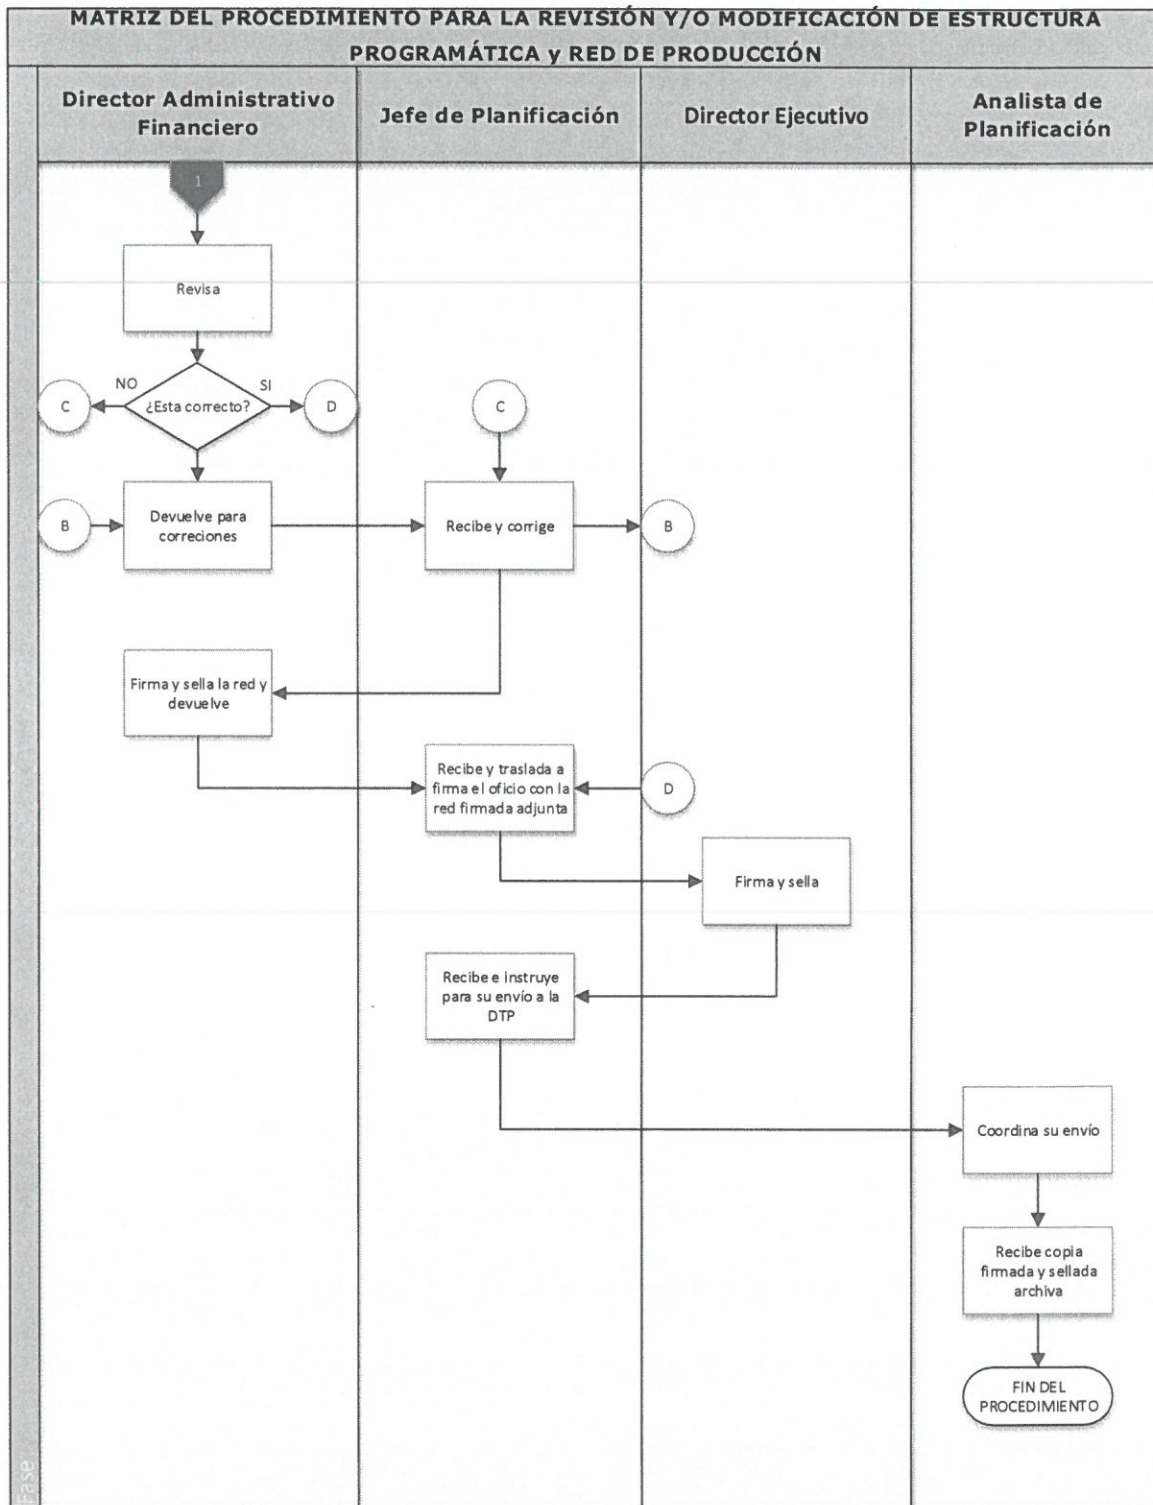 MATRIZ DEL PROCEDIMIENTO PARA LA REVISIÓN Y/O MODIFICACIÓN DE ESTRUCTURA
PROGRAMÁTICA y RED DE PRODUCCIÓN
Director Administrativo
Financiero
Jefe de Planificación
Director Ejecutivo
Analista de
Planificación
1
Revisa
NO
SI
C
¿Esta correcto?
D
C
B
Devuelve para
correciones
Recibe y corrige
B
Firma y sella la red y
devuelve
Recibe y traslada a
firma el oficio con la
red firmada adjunta
D
Firma y sella
Recibe e instruye
para su envío a la
DTP
Coordina su envío
Recibe copia
firmada y sellada
archiva
FIN DEL
PROCEDIMIENTO
Fase